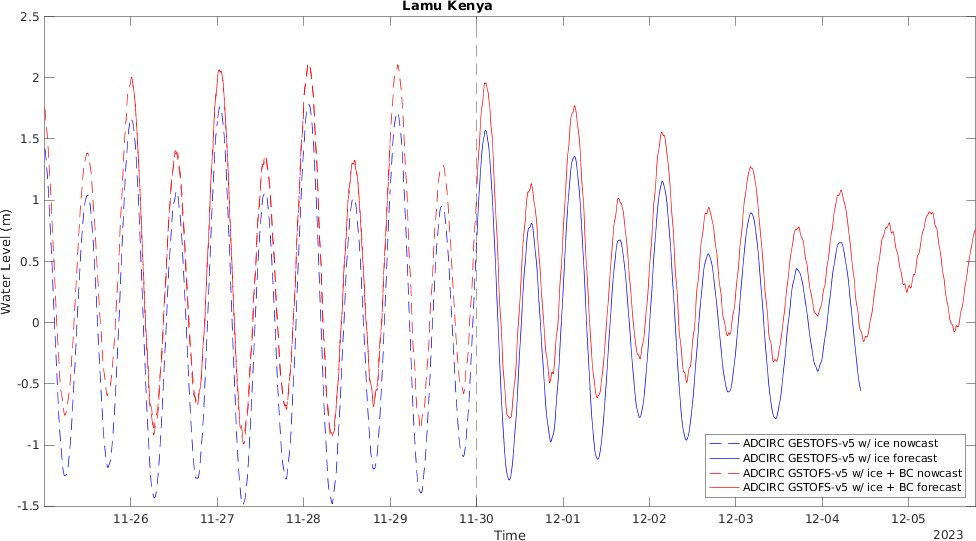 Lamu Kenya
2.5
2
1.5
1
0.5
0
-0.5
-1
-1.5
Water Level (m)
11-26
11-27
11-28
11-29
11-30
12-01
12-02
12-03
12-04
12-05
Time
2023
ADCIRC GESTOFS-v5 w/ ice nowcast
ADCIRC GESTOFS-v5 w/ ice forecast
ADCIRC GSTOFS-v5 w/ ice + BC nowcast
ADCIRC GSTOFS-v5 w/ ice + BC forecast